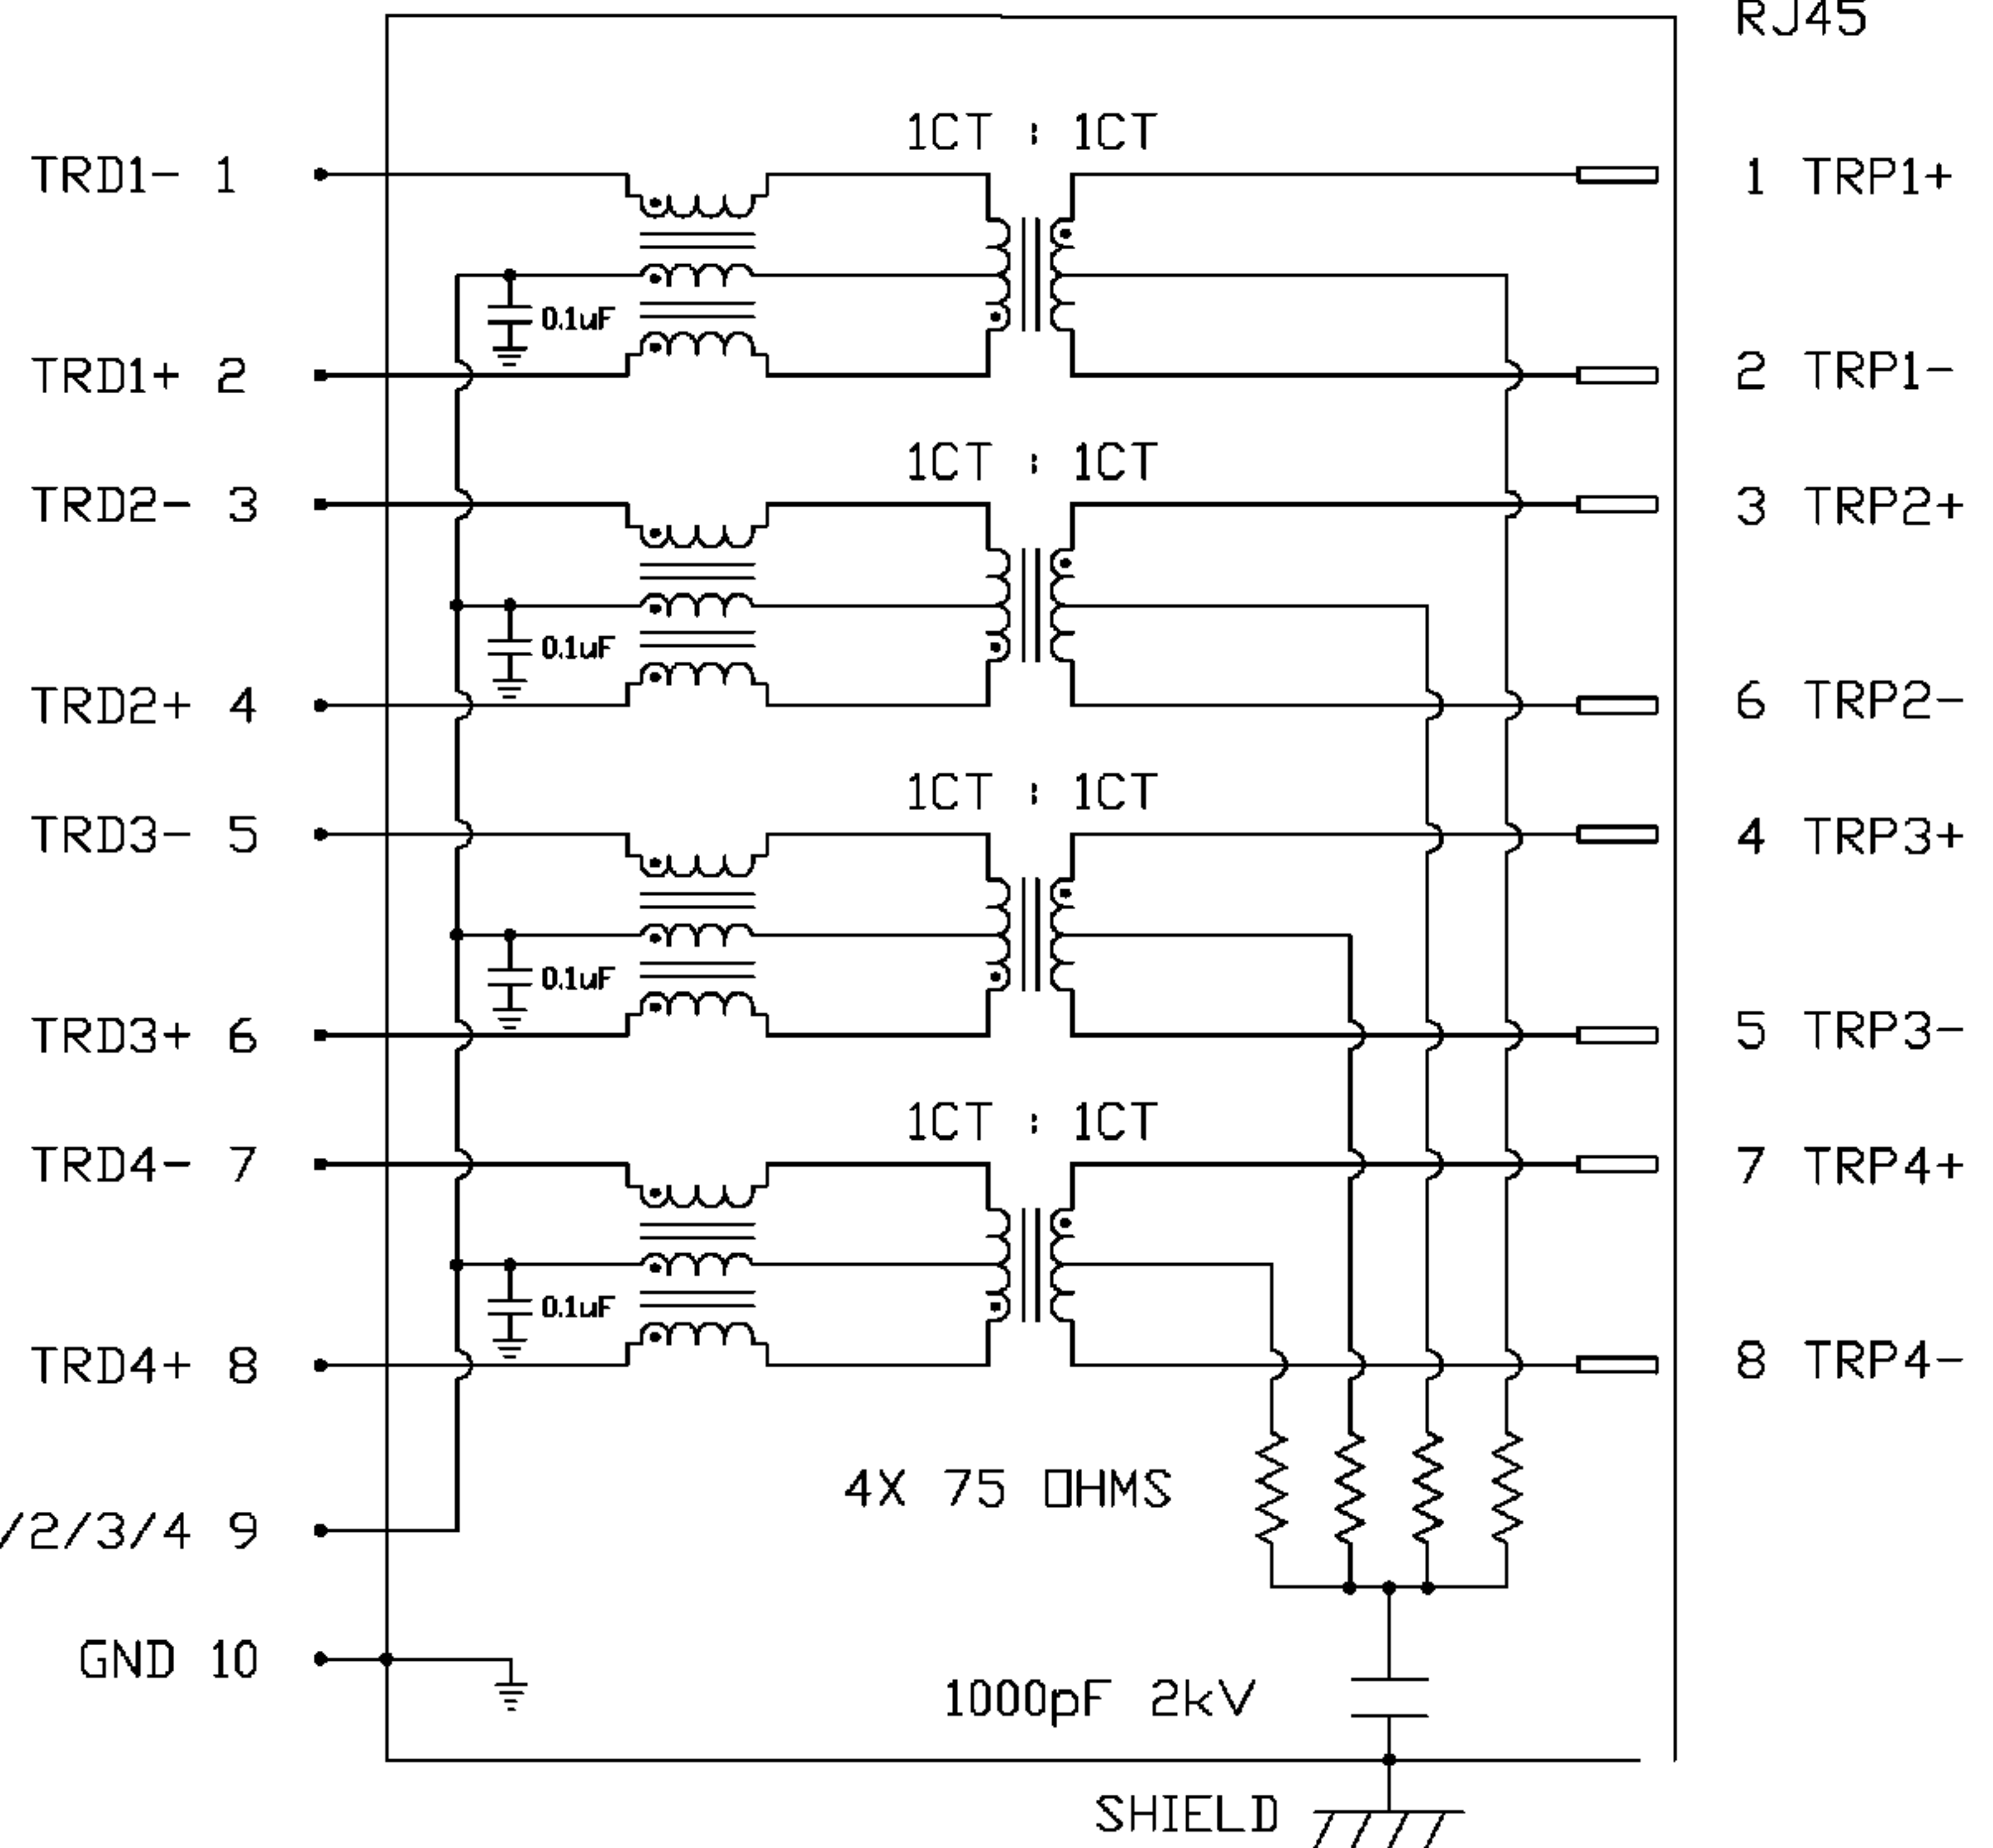 RJ45
1CT : 1CT
TRD1- 1
1 TRP1+
0.1uF
TRD1+ 2
2 TRP1-
1CT : 1CT
TRD2- 3
3 TRP2+
0.1uF
TRD2+ 4
6 TRP2-
1CT : 1CT
TRD3- 5
4 TRP3+
0.1uF
TRD3+ 6
5 TRP3-
1CT : 1CT
TRD4- 7
7 TRP4+
0.1uF
TRD4+ 8
8 TRP4-
4X 75 OHMS
/2/3/4 9
GND 10
1000pF 2kV
SHIELD